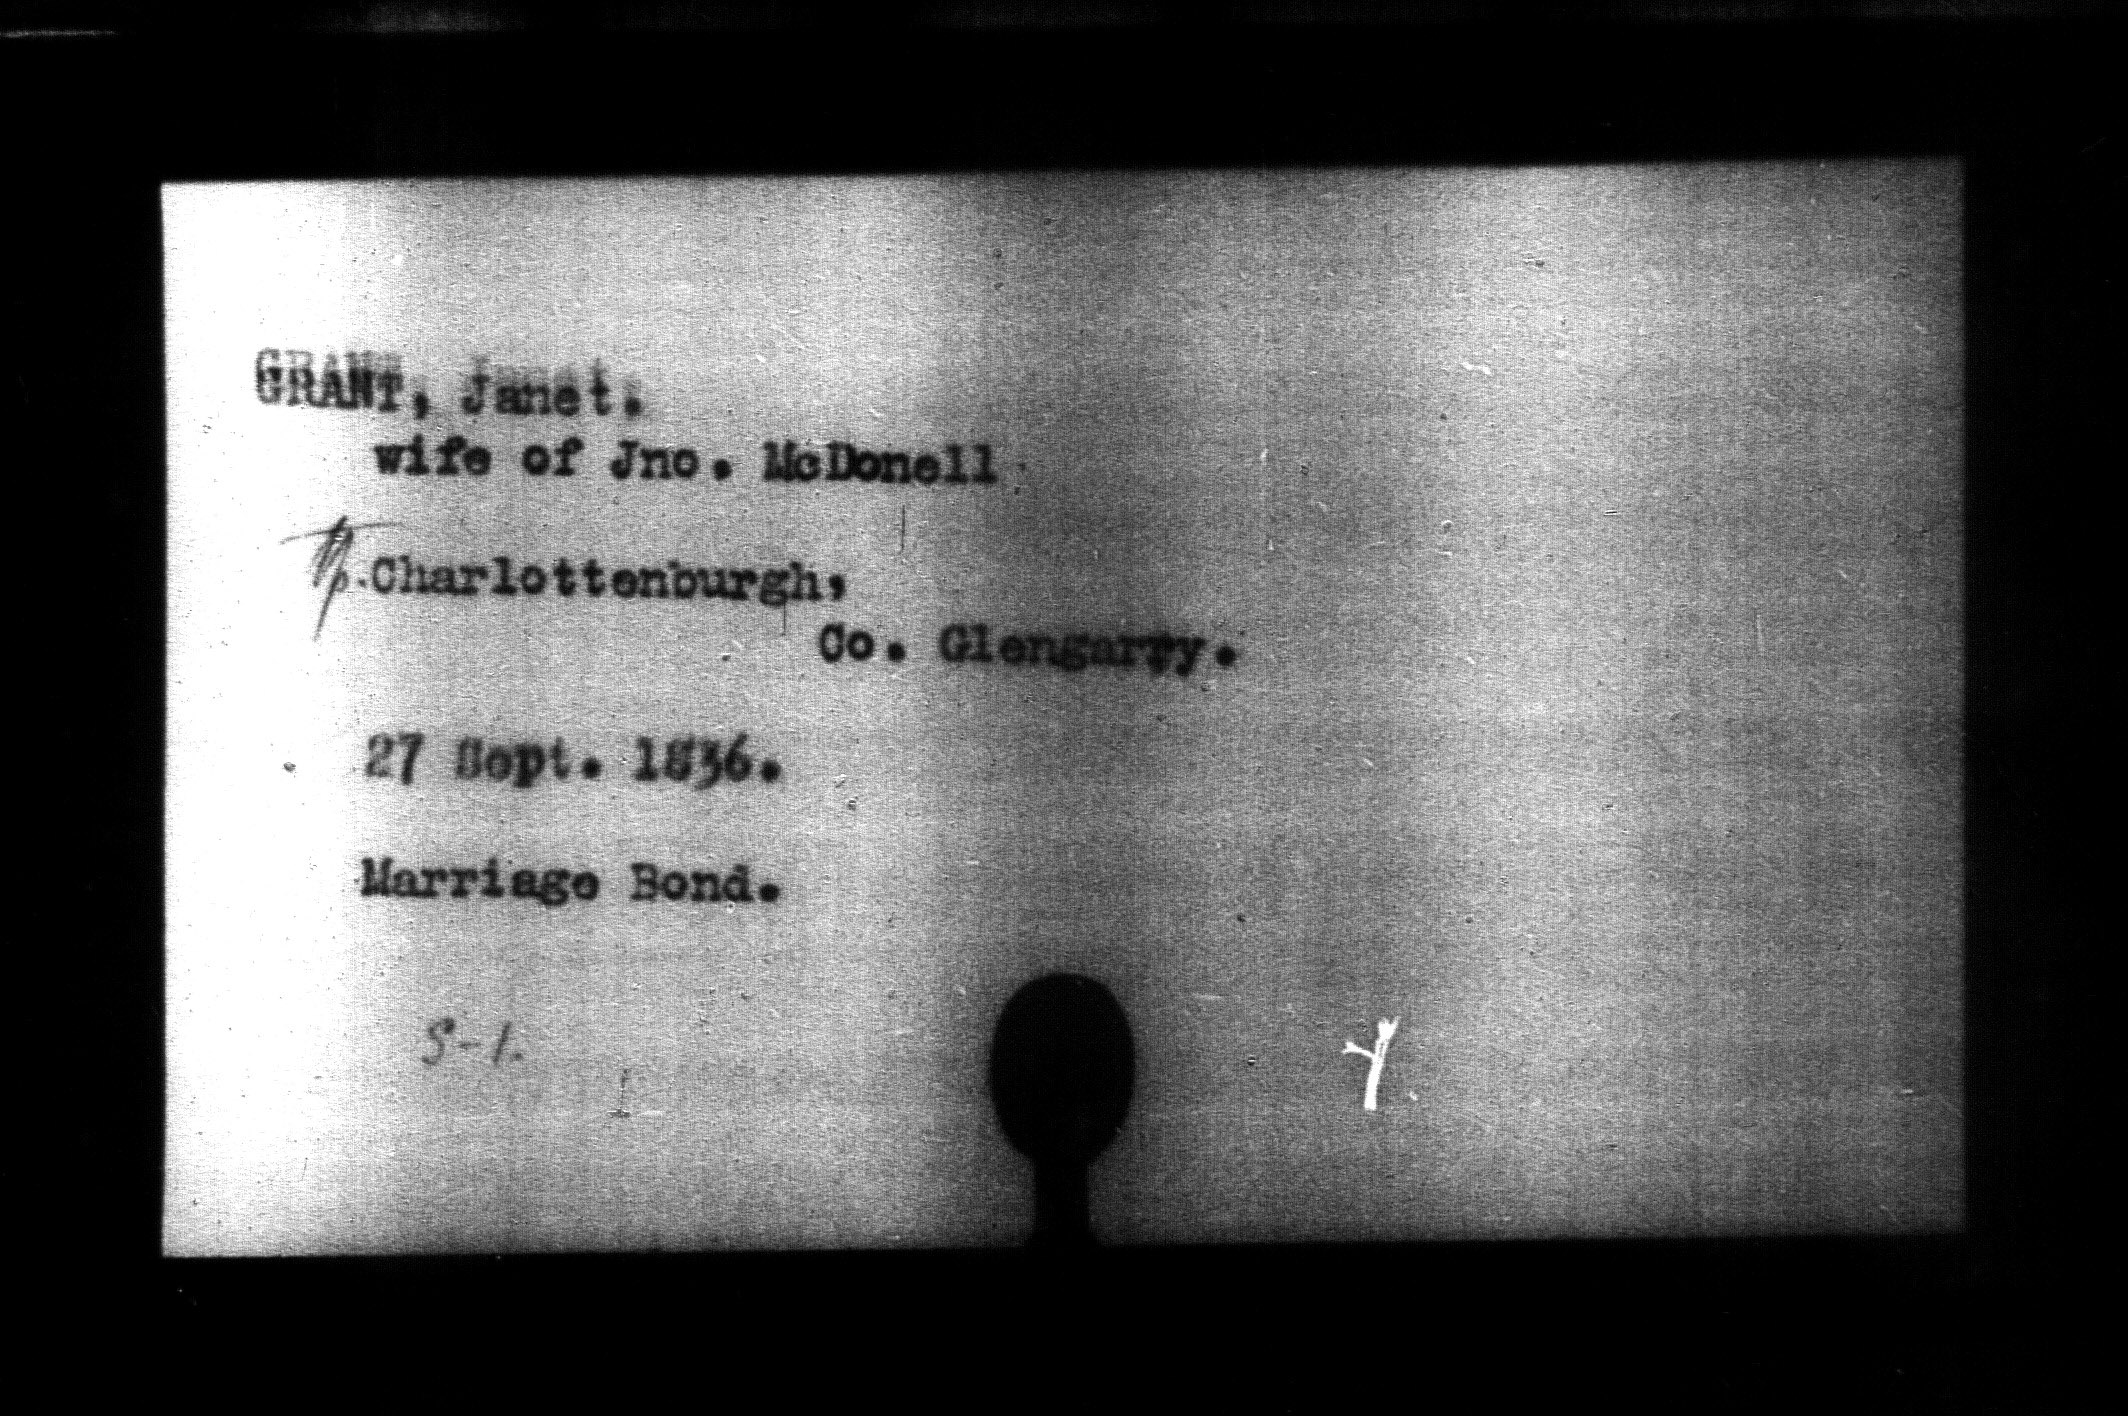 GRANT, Janet.
wife of Jno. McDonell
Tp. Charlottenburgh,
Co. Glengarry.
27 Sept. 1836.
Marriage Bond.
S-1.